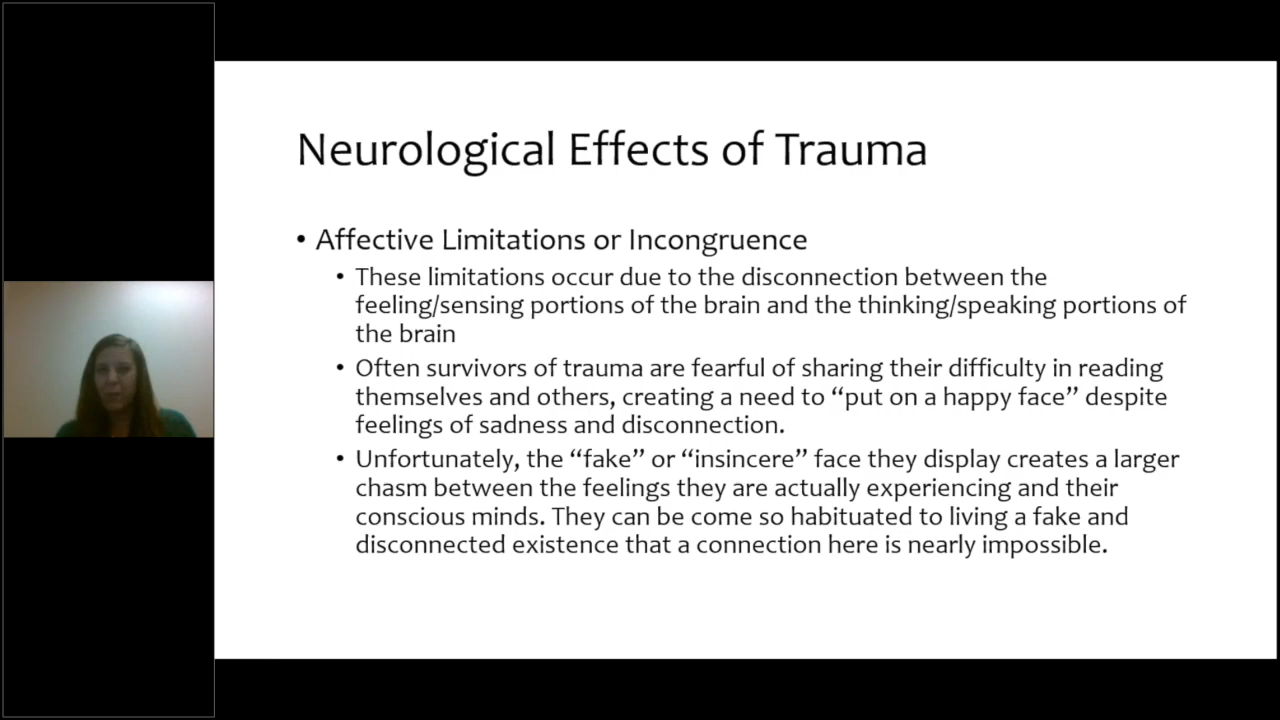 Neurological Effects of Trauma
• Affective Limitations or Incongruence
• These limitations occur due to the disconnection between the
feeling/sensing portions of the brain and the thinking/speaking portions of
the brain
• Often survivors of trauma are fearful of sharing their difficulty in reading
themselves and others, creating a need to “put on a happy face” despite
feelings of sadness and disconnection.
• Unfortunately, the “fake” or “insincere” face they display creates a larger
chasm between the feelings they are actually experiencing and their
conscious minds. They can be come so habituated to living a fake and
disconnected existence that a connection here is nearly impossible.